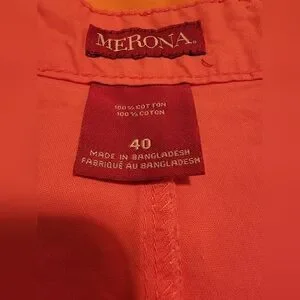 MERONA
100% COTTON
100% COTON
40
MADE IN BANGLADESH
FABRIQUÉ AU BANGLADESH